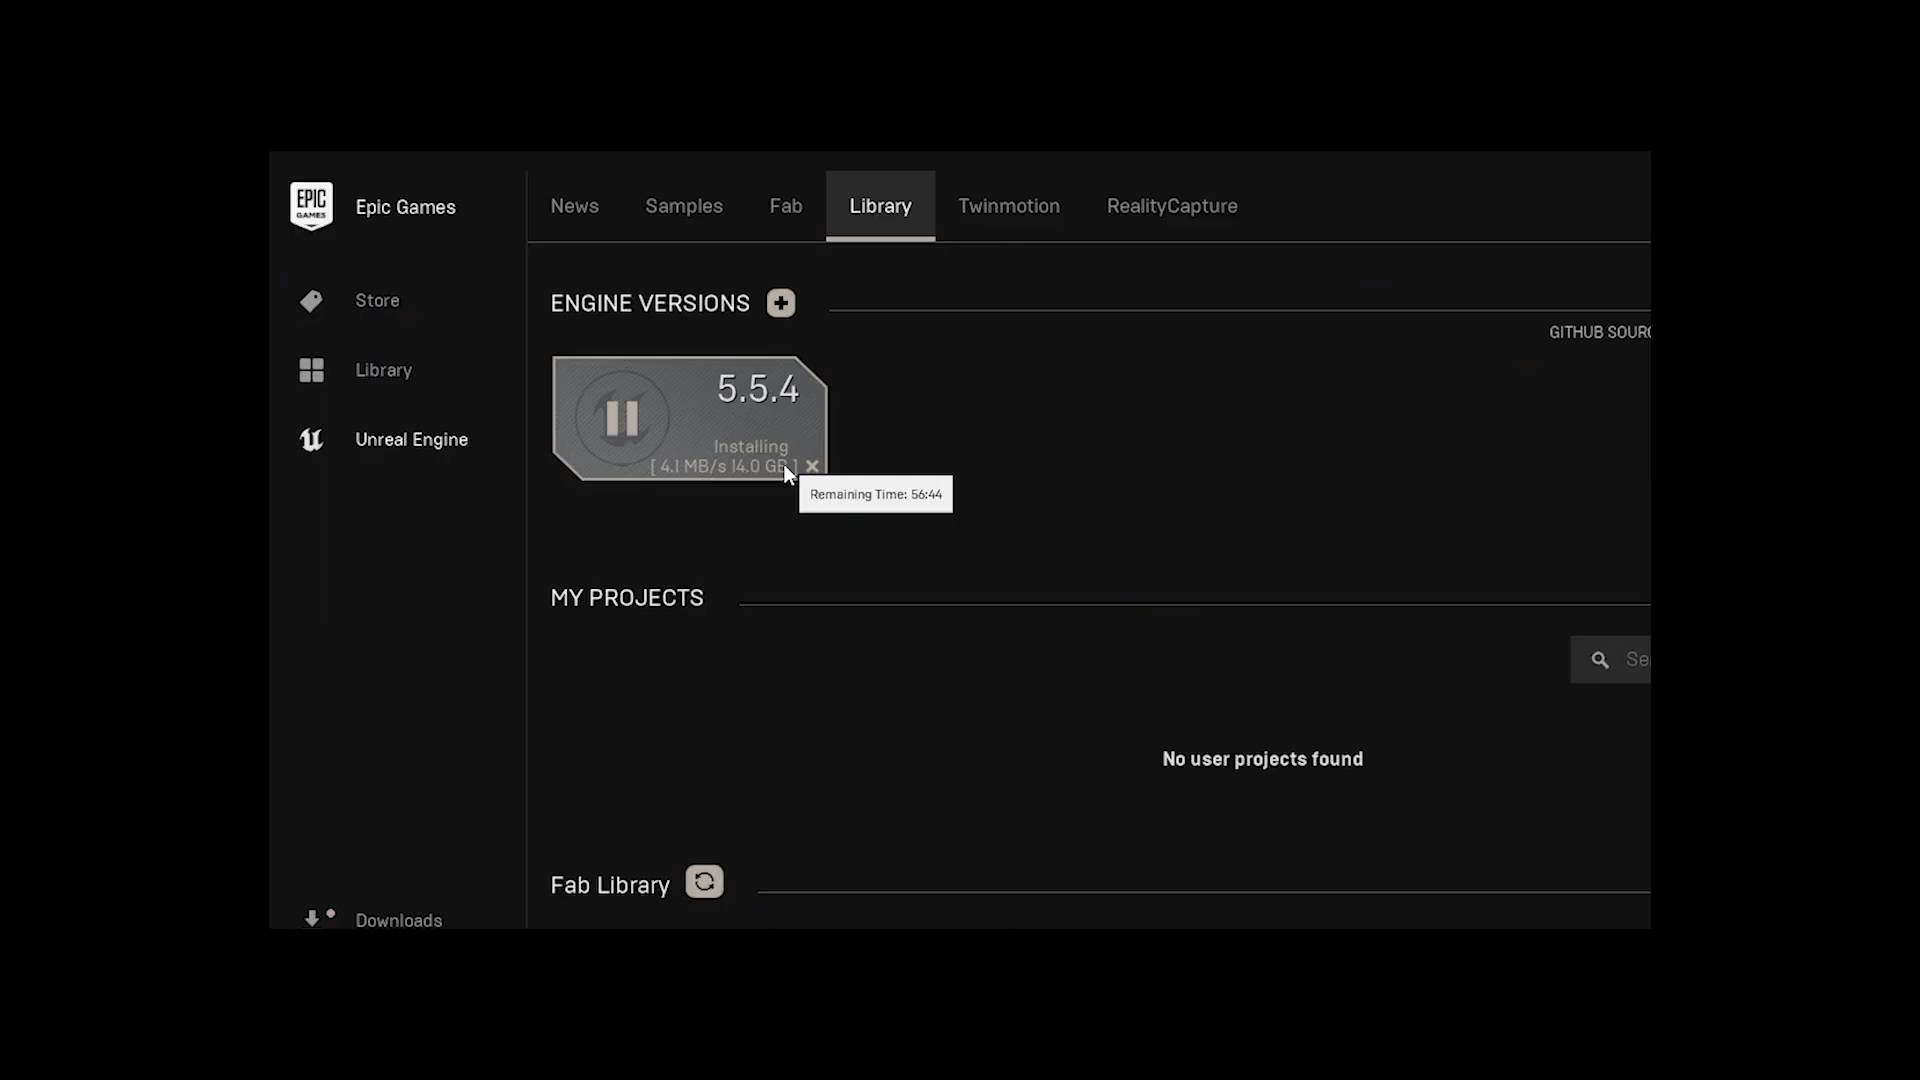 EPIC
GAMES
Epic Games
News
Samples
Fab
Library
Twinmotion
RealityCapture
Store
Library
Unreal Engine
ENGINE VERSIONS
GITHUB SOURC
5.5.4
Installing
[ 4.1 MB/s 14.0 GB ]
Remaining Time: 56:44
MY PROJECTS
Se
No user projects found
Fab Library
Downloads